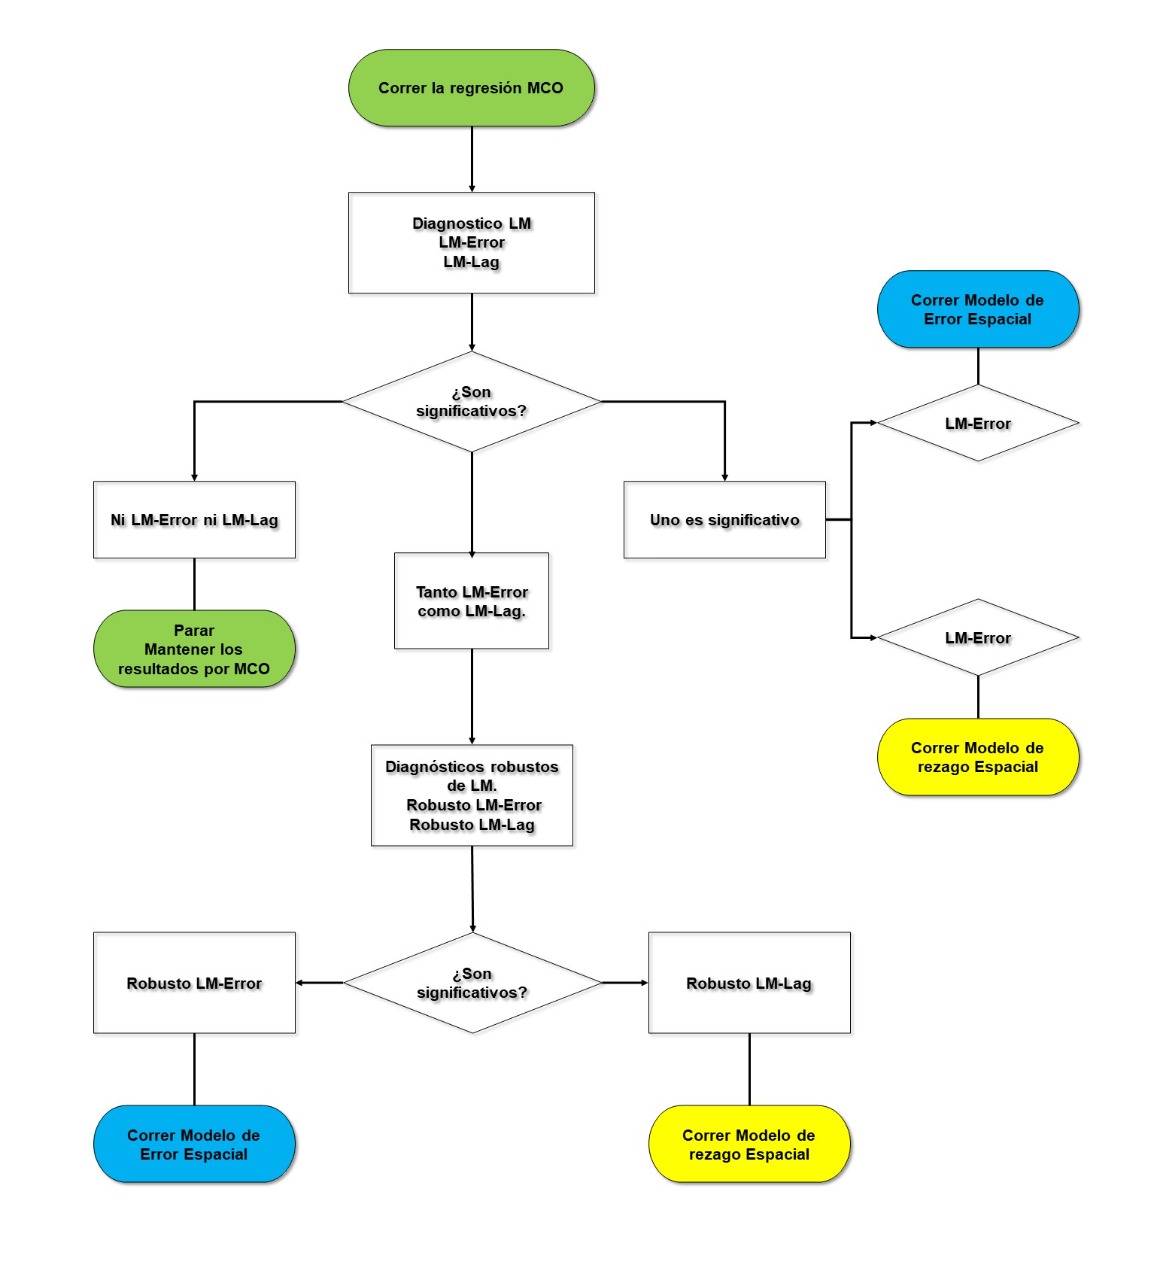 Correr la regresión MCO
Diagnostico LM
LM-Error
LM-Lag
¿Son
significativos?
Correr Modelo de
Error Espacial
LM-Error
Ni LM-Error ni LM-Lag
Uno es significativo
Tanto LM-Error
como LM-Lag.
Parar
Mantener los
resultados por MCO
LM-Error
Correr Modelo de
rezago Espacial
Diagnósticos robustos
de LM.
Robusto LM-Error
Robusto LM-Lag
Robusto LM-Error
¿Son
significativos?
Robusto LM-Lag
Correr Modelo de
Error Espacial
Correr Modelo de
rezago Espacial